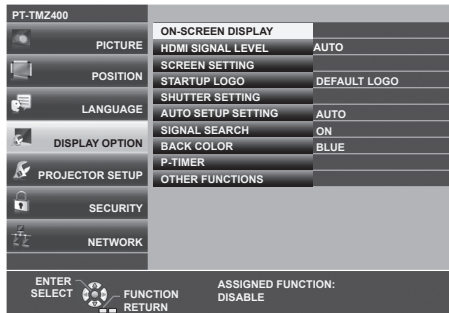 PT-TMZ400
PICTURE
POSITION
LANGUAGE
DISPLAY OPTION
PROJECTOR SETUP
SECURITY
NETWORK
ON-SCREEN DISPLAY
HDMI SIGNAL LEVEL AUTO
SCREEN SETTING
STARTUP LOGO DEFAULT LOGO
SHUTTER SETTING
AUTO SETUP SETTING AUTO
SIGNAL SEARCH ON
BACK COLOR BLUE
P-TIMER
OTHER FUNCTIONS
ENTER
SELECT
FUNCTION
RETURN
ASSIGNED FUNCTION:
DISABLE